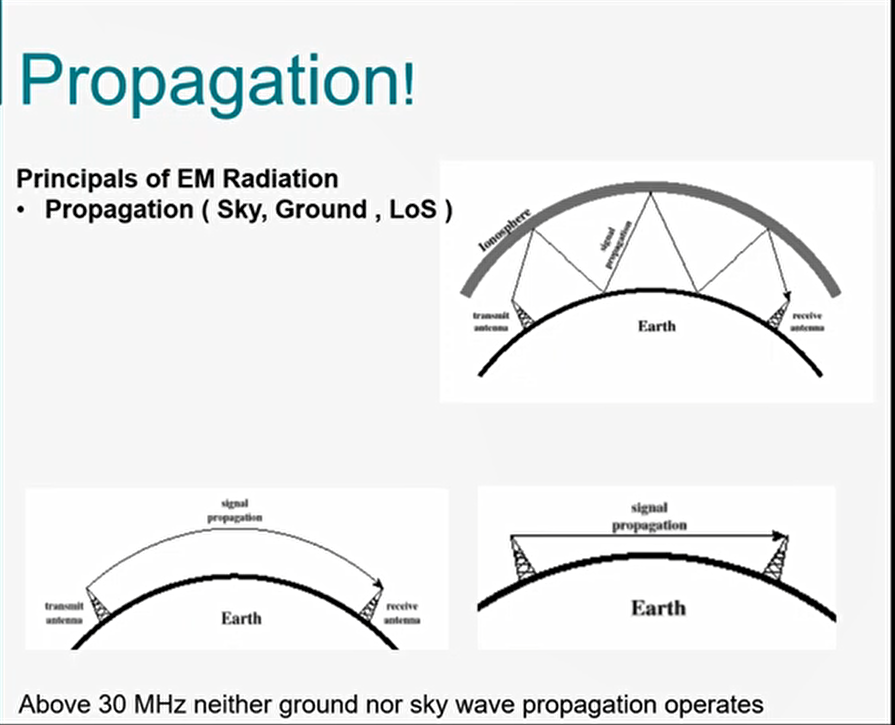 Propagation!
Principals of EM Radiation
• Propagation ( Sky, Ground , LoS )
Ionosphere
signal
propagation
transmit
antenna
Earth
receive
antenna
signal
propagation
transmit
antenna
Earth
receive
antenna
signal
propagation
Earth
Above 30 MHz neither ground nor sky wave propagation operates